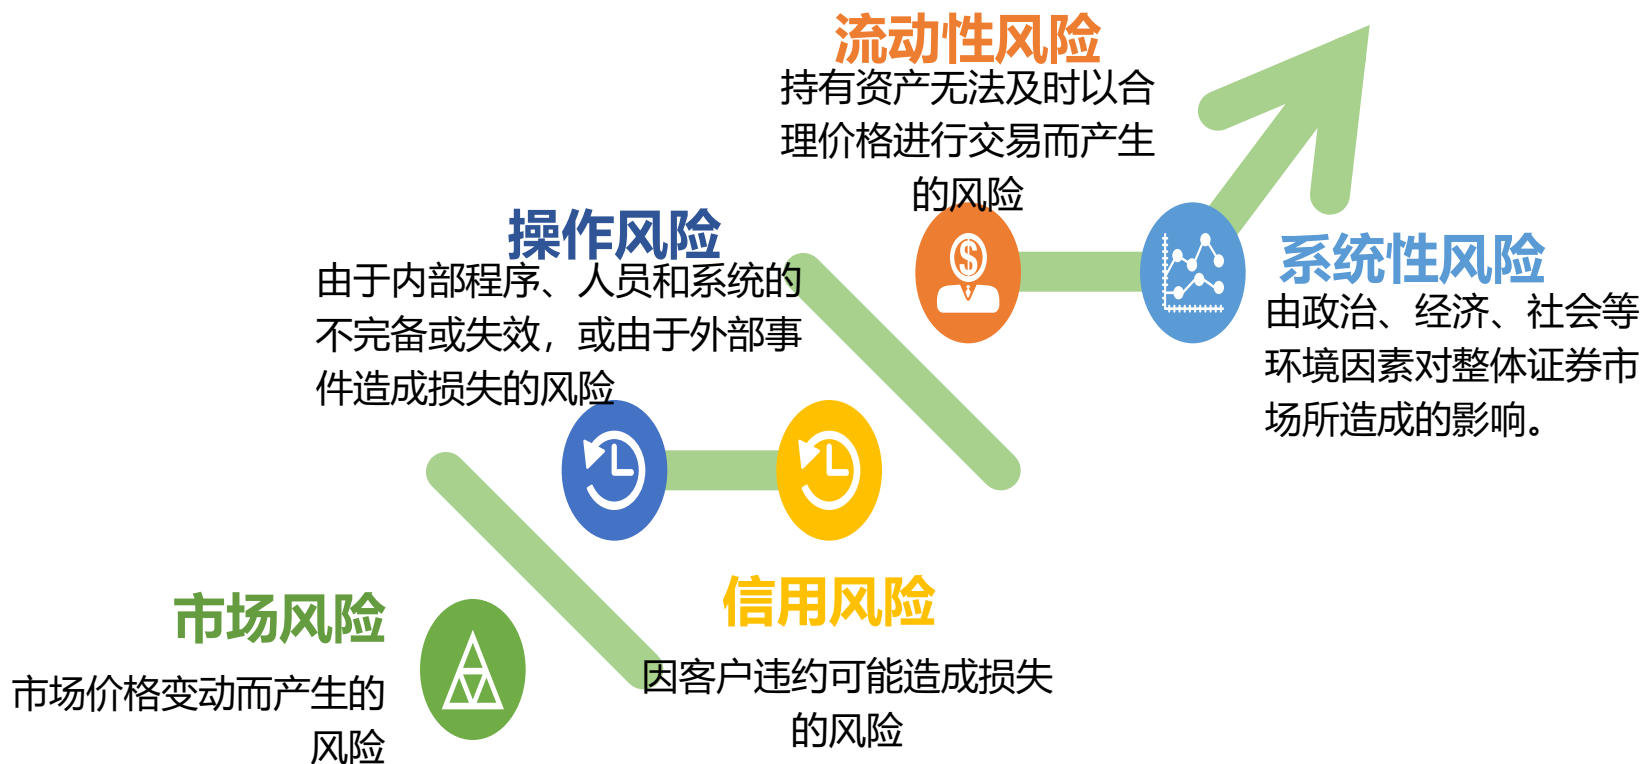 流动性风险
持有资产无法及时以合
理价格进行交易而产生
的风险
操作风险
由于内部程序、人员和系统的
不完备或失效，或由于外部事
件造成损失的风险
系统性风险
由政治、经济、社会等
环境因素对整体证券市
场所造成的影响。
市场风险
市场价格变动而产生的
风险
信用风险
因客户违约可能造成损失
的风险
$